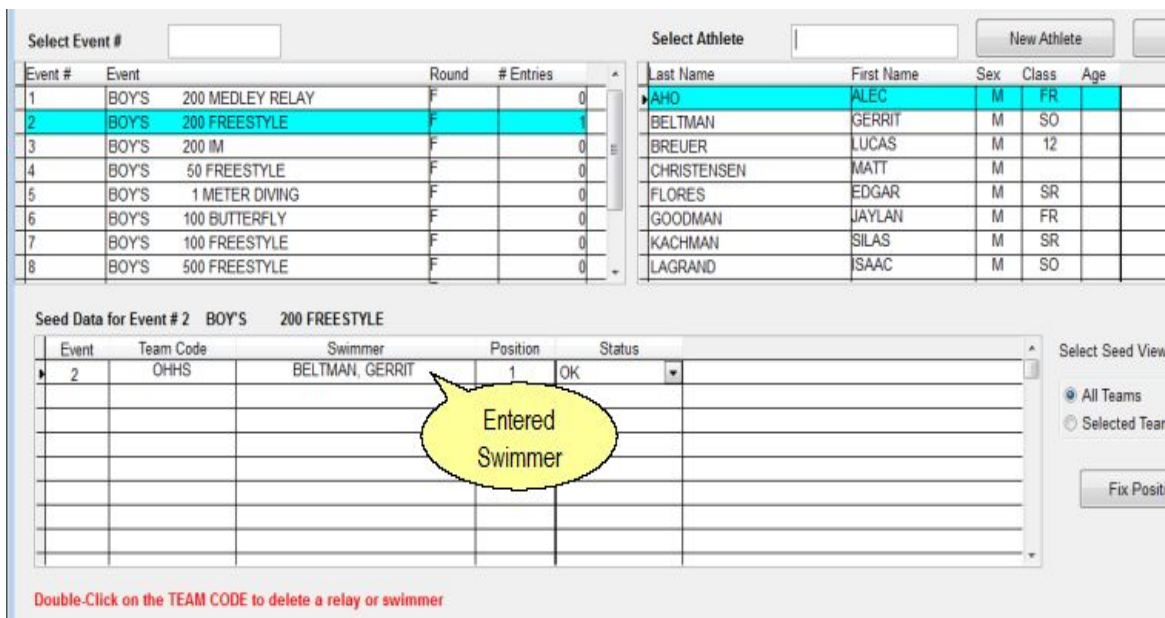 Select Event # Select Athlete New Athlete
Event # Event Round # Entries Last Name First Name Sex Class Age
1 BOY'S 200 MEDLEY RELAY F 0 AHO ALEC M FR
2 BOY'S 200 FREESTYLE F 1 BELTMAN GERRIT M SO
3 BOY'S 200 IM F 0 BREUER LUCAS M 12
4 BOY'S 50 FREESTYLE F 0 CHRISTENSEN MATT M
5 BOY'S 1 METER DIVING F 0 FLORES EDGAR M SR
6 BOY'S 100 BUTTERFLY F 0 GOODMAN JAYLAN M FR
7 BOY'S 100 FREESTYLE F 0 KACHMAN SILAS M SR
8 BOY'S 500 FREESTYLE F 0 LAGRAND ISAAC M SO
Seed Data for Event # 2 BOY'S 200 FREESTYLE
Event Team Code Swimmer Position Status Select Seed View
2 OHHS BELTMAN, GERRIT 1 OK
All Teams
Entered
Selected Tear
Swimmer
Fix Positi
Double-Click on the TEAM CODE to delete a relay or swimmer